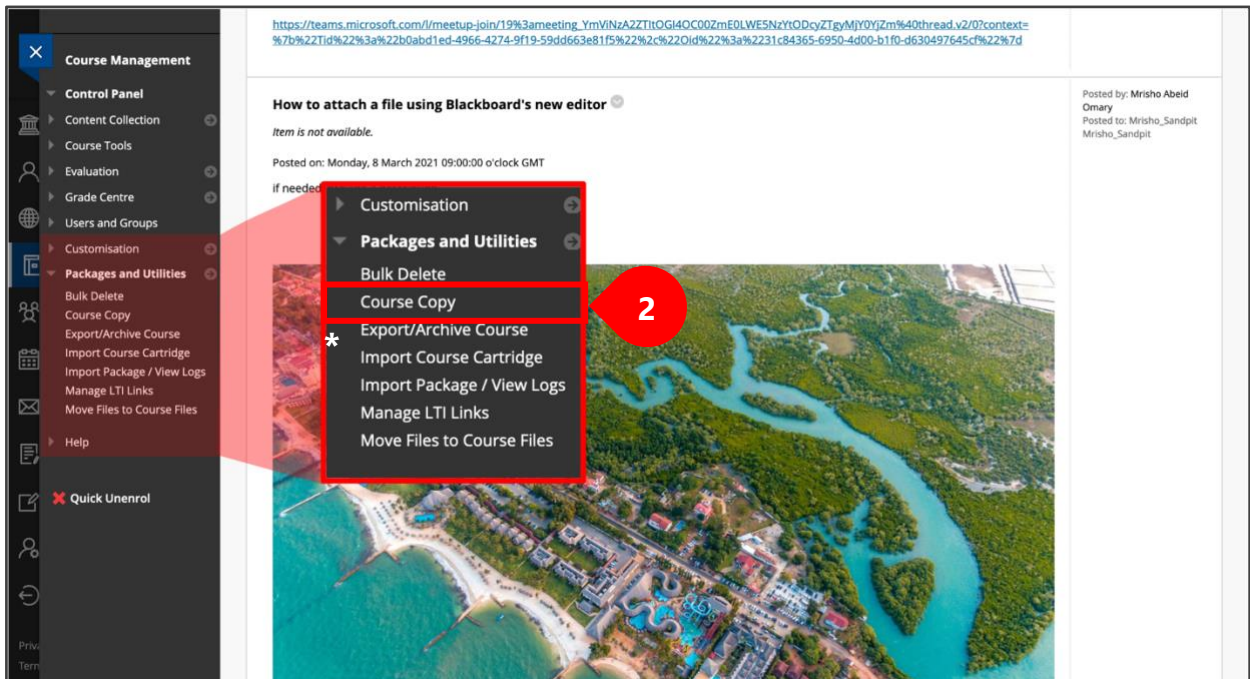 https://teams.microsoft.com/l/meetup-join/19%3ameeting_YmViNzA2ZTItOGI4OC00ZmE0LWE5NzYtODcyZTgyMjY0YjZm%40thread.v2/0?context=
%7b%22Tid%22%3a%22b0abd1ed-4966-4274-9f19-59dd663e81f5%22%2c%22Oid%22%3a%2231c84365-6950-4d00-b1f0-d630497645cf%22%7d
Course Management
Control Panel
Content Collection
Course Tools
Evaluation
Grade Centre
Users and Groups
Customisation
Packages and Utilities
Bulk Delete
Course Copy
Export/Archive Course
Import Course Cartridge
Import Package / View Logs
Manage LTI Links
Move Files to Course Files
Help
Quick Unenrol
How to attach a file using Blackboard's new editor
Item is not available.
Posted on: Monday, 8 March 2021 09:00:00 o'clock GMT
if needed
Posted by: Mrisho Abeid
Omary
Posted to: Mrisho_Sandpit
Mrisho_Sandpit
Customisation
Packages and Utilities
Bulk Delete
Course Copy
2
*
Export/Archive Course
Import Course Cartridge
Import Package / View Logs
Manage LTI Links
Move Files to Course Files